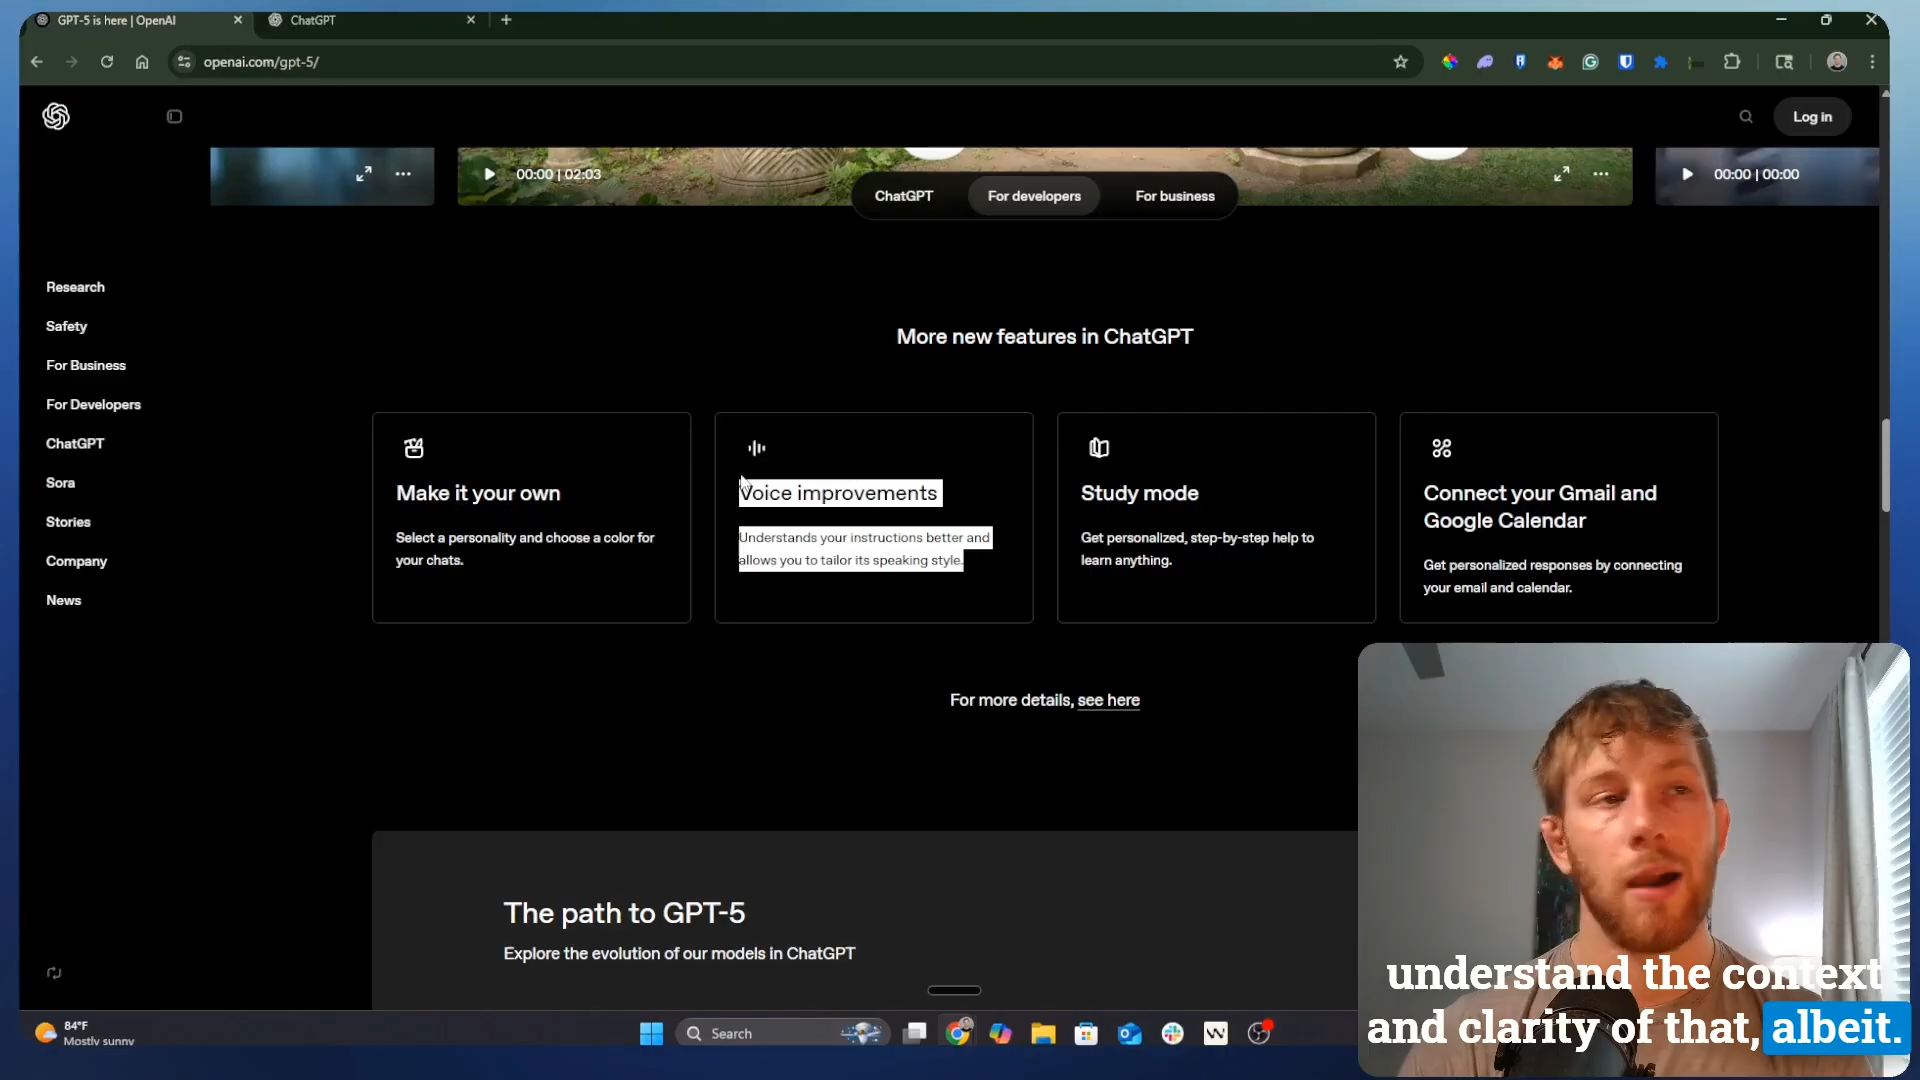 GPT-5 is here | OpenAI
ChatGPT
openai.com/gpt-5/
Log in
00:00 | 02:03
00:00 | 00:00
ChatGPT
For developers
For business
Research
Safety
For Business
For Developers
ChatGPT
Sora
Stories
Company
News
More new features in ChatGPT
Make it your own
Select a personality and choose a color for
your chats.
Voice improvements
Understands your instructions better and
allows you to tailor its speaking style.
Study mode
Get personalized, step-by-step help to
learn anything.
Connect your Gmail and
Google Calendar
Get personalized responses by connecting
your email and calendar.
For more details, see here
The path to GPT-5
Explore the evolution of our models in ChatGPT
understand the context
and clarity of that, albeit.
84°F
Mostly sunny
Search